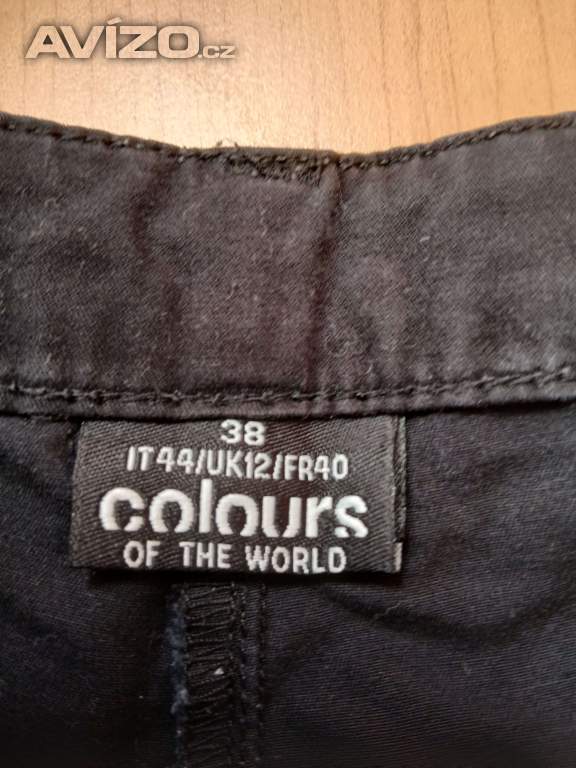 AVÍZO.cz
38
IT44/UK12/FR40
colours
OF THE WORLD